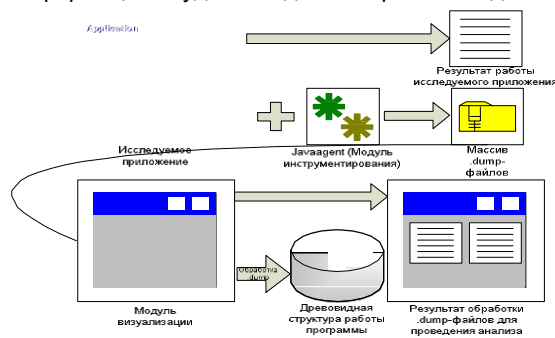 Application
Результат работы
исследуемого приложения
Исследуемое
приложение
Javaagent (Модуль
инструментирования)
Массив
.dump-
файлов
Обработка
.dump
Модуль
визуализации
Древовидная
структура работы
программы
Результат обработки
.dump-файлов для
проведения анализа